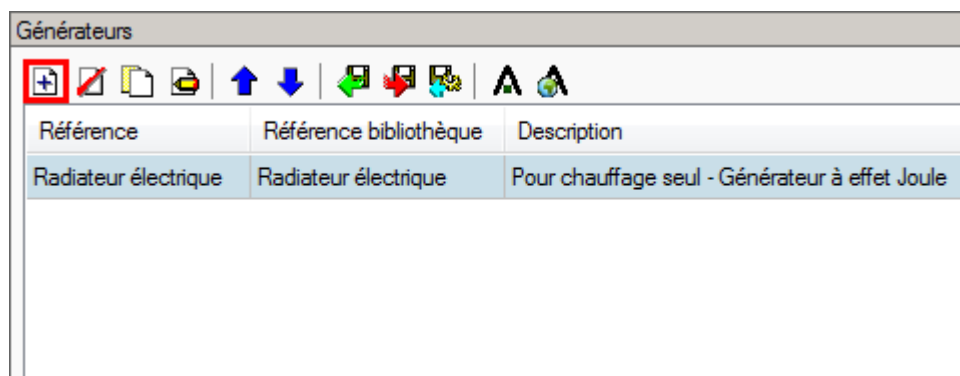 Générateurs
Référence Référence bibliothèque Description
Radiateur électrique Radiateur électrique Pour chauffage seul - Générateur à effet Joule